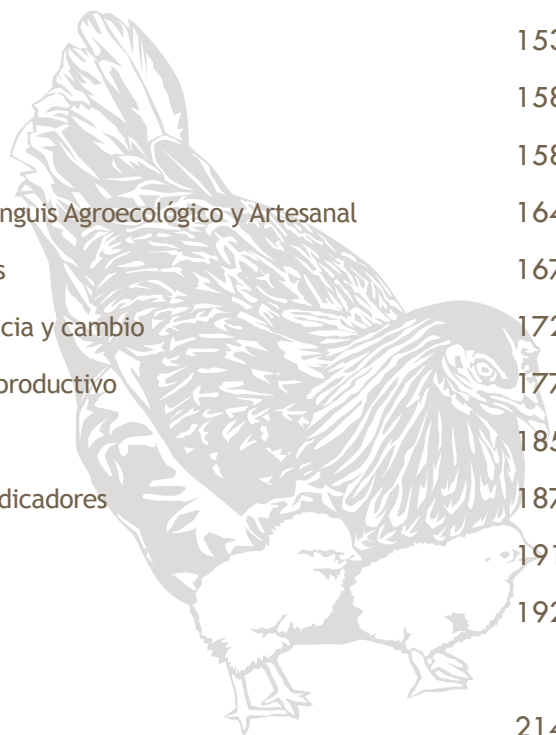 153
158
158
nguis Agroecológico y Artesanal 164
s 167
cia y cambio 172
productivo 177
185
dicadores 187
191
192
214